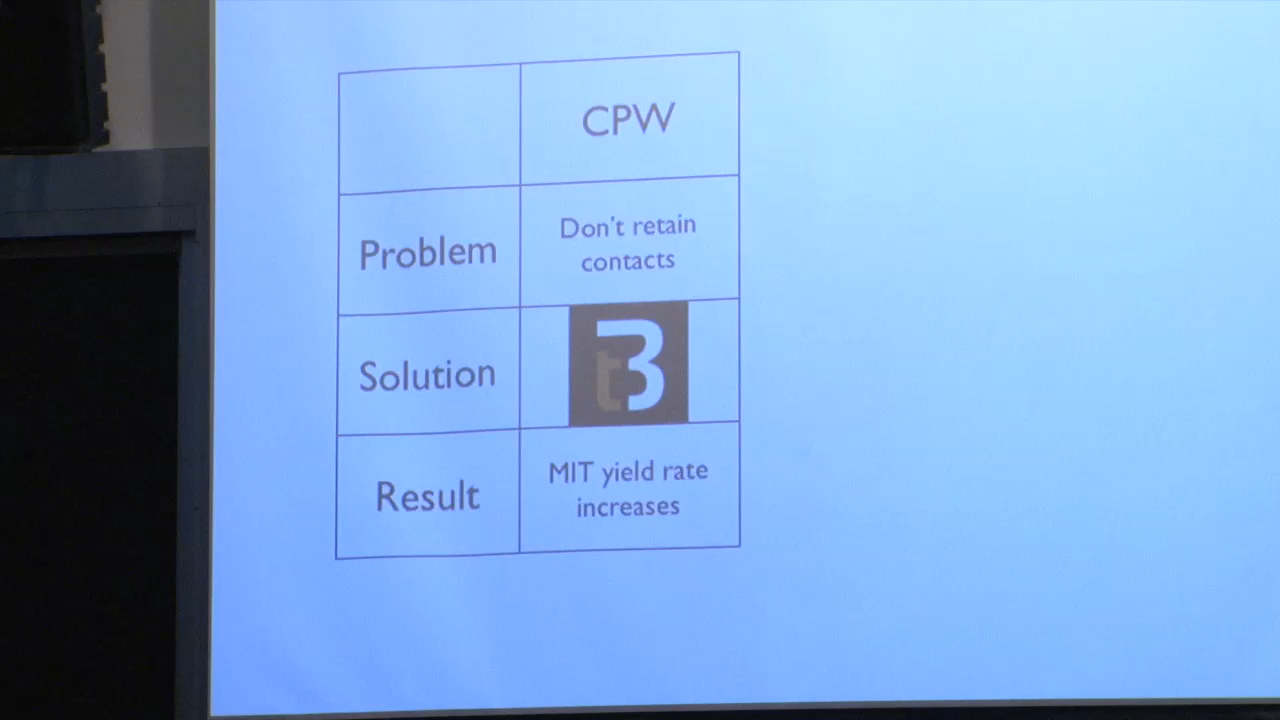 CPW
Problem
Don't retain
contacts
Solution
t3
Result
MIT yield rate
increases